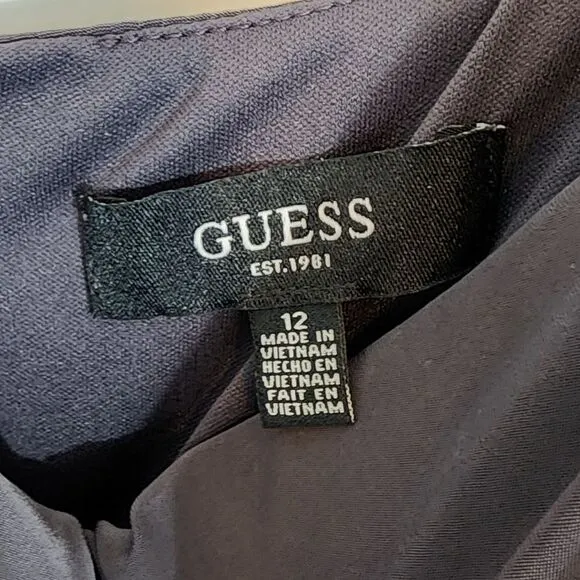 GUESS
EST.1981
12
MADE IN
VIETNAM
HECHO EN
VIETNAM
FAIT EN
VIETNAM